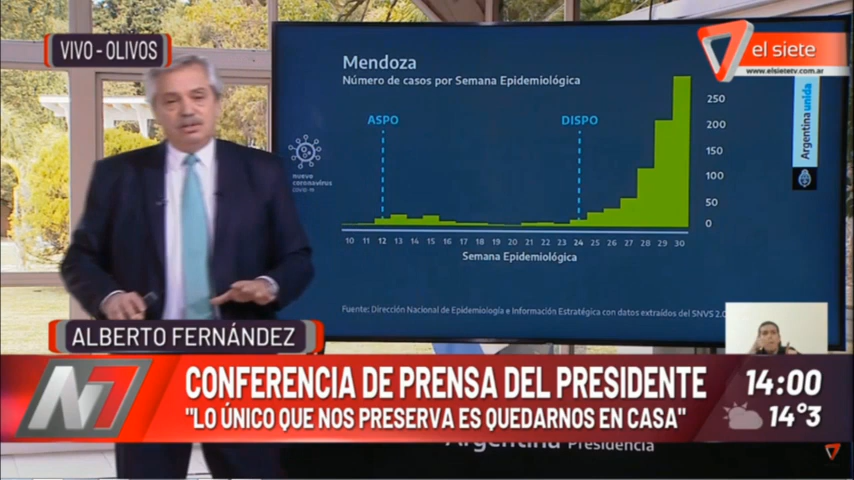 VIVO - OLIVOS
el siete
www.elsietetv.com.ar
Mendoza
Número de casos por Semana Epidemiológica
ASPO
DISPO
nuevo
coronavirus
COVID-19
Argentina unida
250
200
150
100
50
0
10 11 12 13 14 15 16 17 18 19 20 21 22 23 24 25 26 27 28 29 30
Semana Epidemiológica
Fuente: Dirección Nacional de Epidemiología e Información Estratégica con datos extraídos del SNVS 2.0
ALBERTO FERNÁNDEZ
N7
CONFERENCIA DE PRENSA DEL PRESIDENTE
"LO ÚNICO QUE NOS PRESERVA ES QUEDARNOS EN CASA"
14:00
14°3
Argentina Presidencia